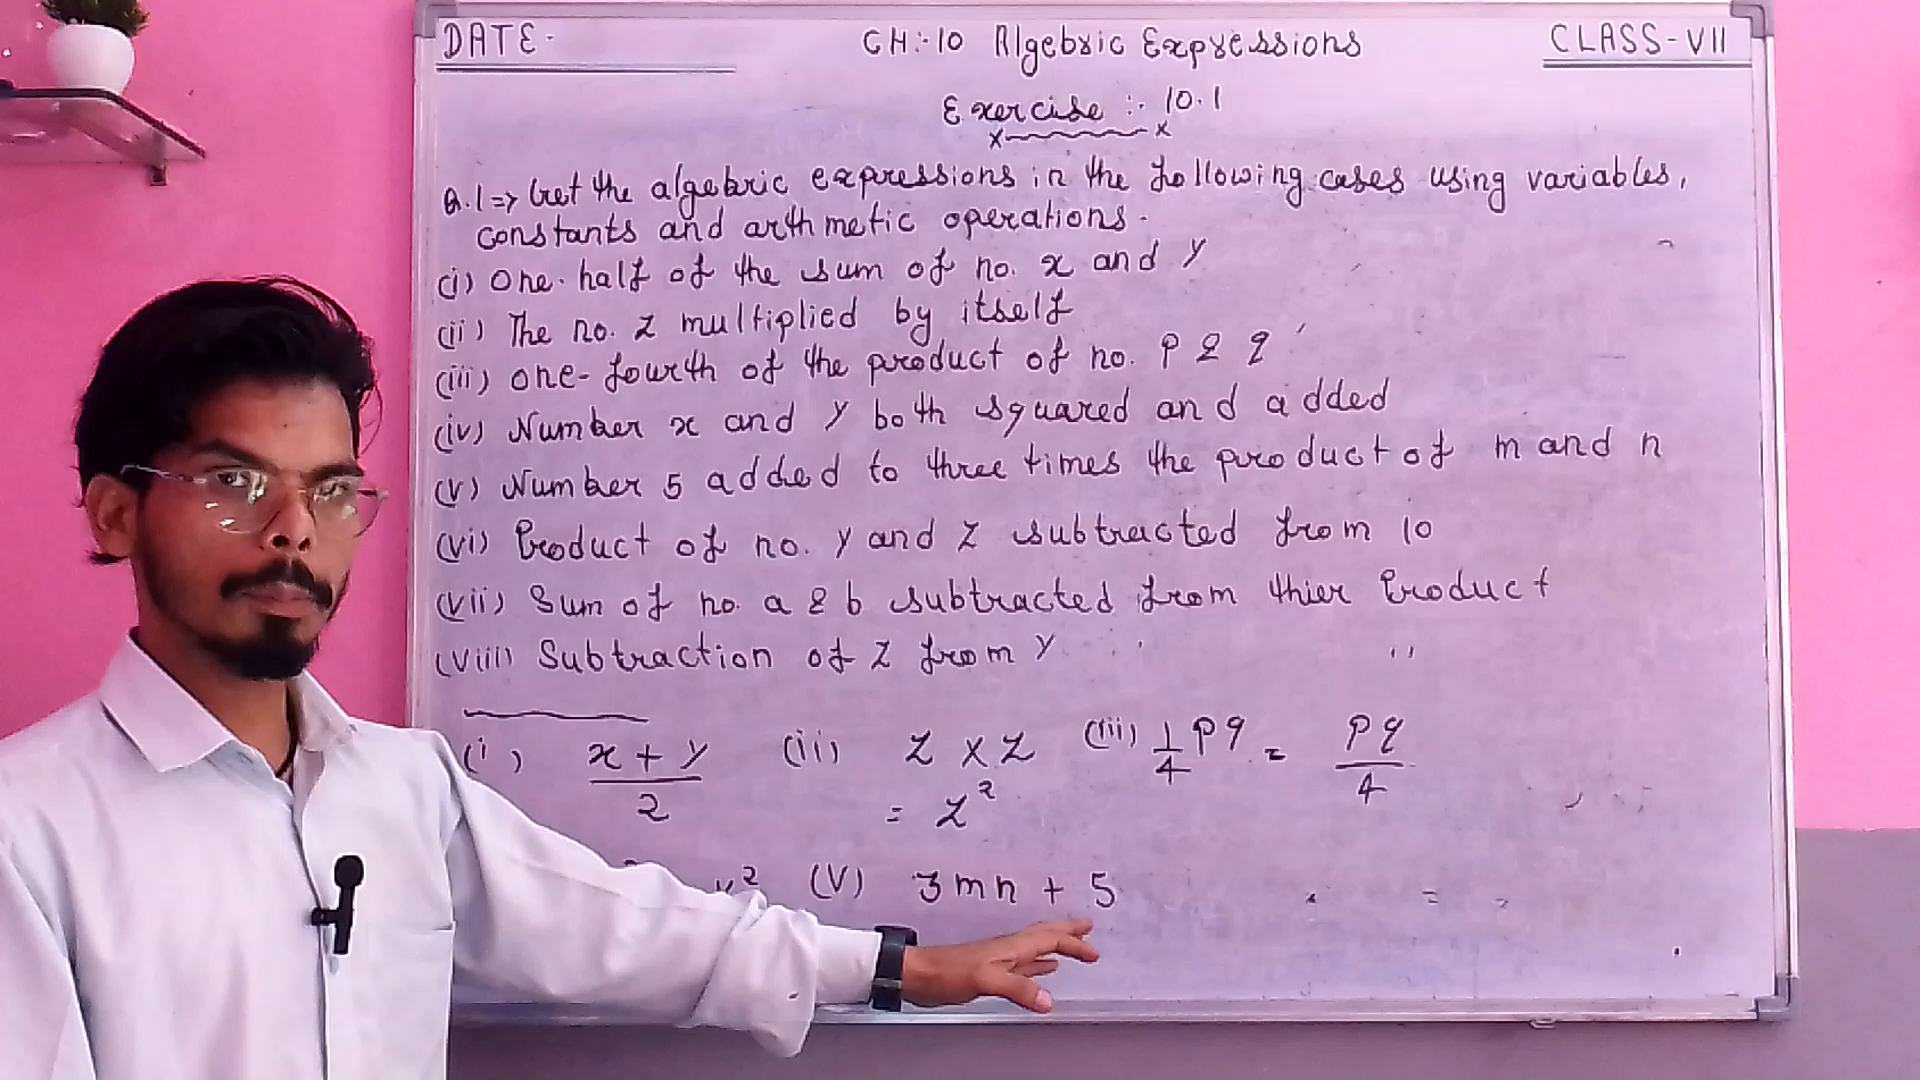 DATE- CH:-10 Algebric Expressions CLASS-VII
Exercise :- 10.1
Q.1=> Get the algebric expressions in the following cases using variables,
constants and arthmetic operations.
(i) One-half of the sum of no. x and y
(ii) The no. z multiplied by itself
(iii) one-fourth of the product of no. p & q
(iv) Number x and y both squared and added
(v) Number 5 added to three times the product of m and n
(vi) Product of no. y and z subtracted from 10
(vii) Sum of no. a & b subtracted from thier Product
(viii) Subtraction of z from y
(i) x+y/2 (ii) z x z (iii) 1/4 pq = pq/4
= z²
y² (V) 3mn + 5